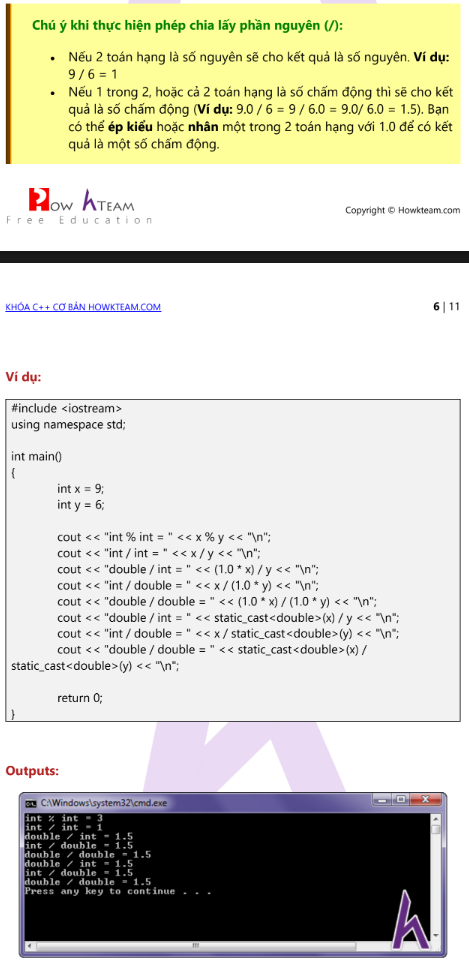 Chú ý khi thực hiện phép chia lấy phần nguyên (/):
• Nếu 2 toán hạng là số nguyên sẽ cho kết quả là số nguyên. Ví dụ:
9 / 6 = 1
• Nếu 1 trong 2, hoặc cả 2 toán hạng là số chấm động thì sẽ cho kết
quả là số chấm động (Ví dụ: 9.0 / 6 = 9 / 6.0 = 9.0/ 6.0 = 1.5). Bạn
có thể ép kiểu hoặc nhân một trong 2 toán hạng với 1.0 để có kết
quả là một số chấm động.
How kTEAM
Free Education
Copyright © Howkteam.com
KHÓA C++ CƠ BẢN HOWKTEAM.COM
6 | 11
Ví dụ:
#include <iostream>
using namespace std;
int main()
{
int x = 9;
int y = 6;
cout << "int % int = " << x % y << "\n";
cout << "int / int = " << x / y << "\n";
cout << "double / int = " << (1.0 * x) / y << "\n";
cout << "int / double = " << x / (1.0 * y) << "\n";
cout << "double / double = " << (1.0 * x) / (1.0 * y) << "\n";
cout << "double / int = " << static_cast<double>(x) / y << "\n";
cout << "int / double = " << x / static_cast<double>(y) << "\n";
cout << "double / double = " << static_cast<double>(x) /
static_cast<double>(y) << "\n";
return 0;
}
Outputs:
C:\Windows\system32\cmd.exe
int % int = 3
int / int = 1
double / int = 1.5
int / double = 1.5
double / double = 1.5
double / int = 1.5
int / double = 1.5
double / double = 1.5
Press any key to continue . . .